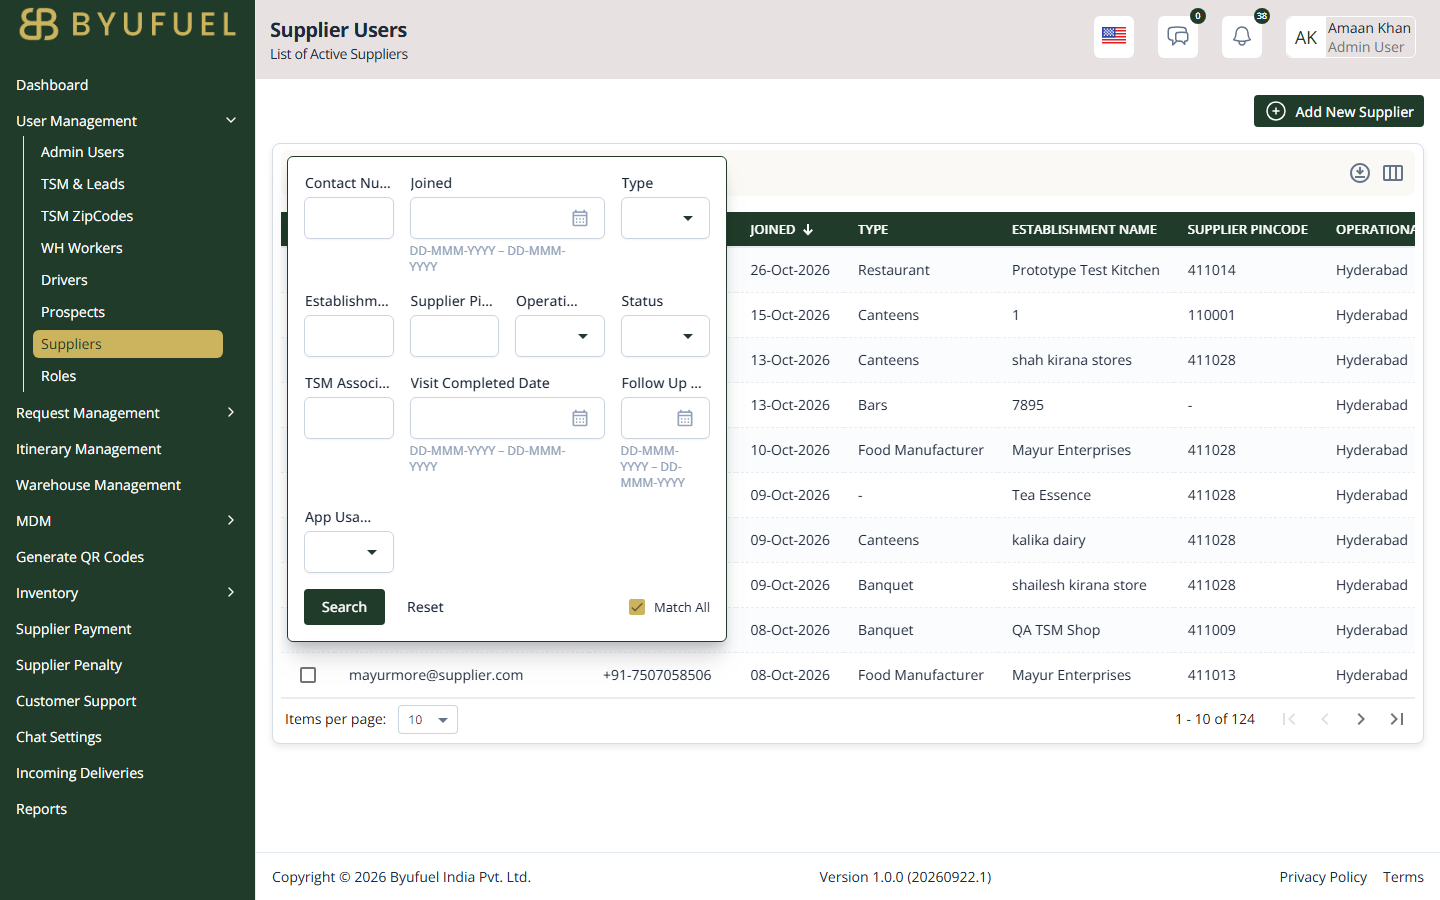 BYUFUEL
Supplier Users
List of Active Suppliers
0
38
AK
Amaan Khan
Admin User
Dashboard
User Management
Admin Users
TSM & Leads
TSM ZipCodes
WH Workers
Drivers
Prospects
Suppliers
Roles
Request Management
Itinerary Management
Warehouse Management
MDM
Generate QR Codes
Inventory
Supplier Payment
Supplier Penalty
Customer Support
Chat Settings
Incoming Deliveries
Reports
Add New Supplier
Contact Nu...
Joined
Type
DD-MMM-YYYY – DD-MMM-
YYYY
Establishm...
Supplier Pi...
Operati...
Status
TSM Associ...
Visit Completed Date
Follow Up ...
DD-MMM-YYYY – DD-MMM-
YYYY
DD-MMM-
YYYY – DD-
MMM-YYYY
App Usa...
Search
Reset
Match All
JOINED TYPE ESTABLISHMENT NAME SUPPLIER PINCODE OPERATIONA
26-Oct-2026 Restaurant Prototype Test Kitchen 411014 Hyderabad
15-Oct-2026 Canteens 1 110001 Hyderabad
13-Oct-2026 Canteens shah kirana stores 411028 Hyderabad
13-Oct-2026 Bars 7895 - Hyderabad
10-Oct-2026 Food Manufacturer Mayur Enterprises 411028 Hyderabad
09-Oct-2026 - Tea Essence 411028 Hyderabad
09-Oct-2026 Canteens kalika dairy 411028 Hyderabad
09-Oct-2026 Banquet shailesh kirana store 411028 Hyderabad
08-Oct-2026 Banquet QA TSM Shop 411009 Hyderabad
mayurmore@supplier.com +91-7507058506 08-Oct-2026 Food Manufacturer Mayur Enterprises 411013 Hyderabad
Items per page: 10
1 - 10 of 124
Copyright © 2026 Byufuel India Pvt. Ltd.
Version 1.0.0 (20260922.1)
Privacy Policy
Terms